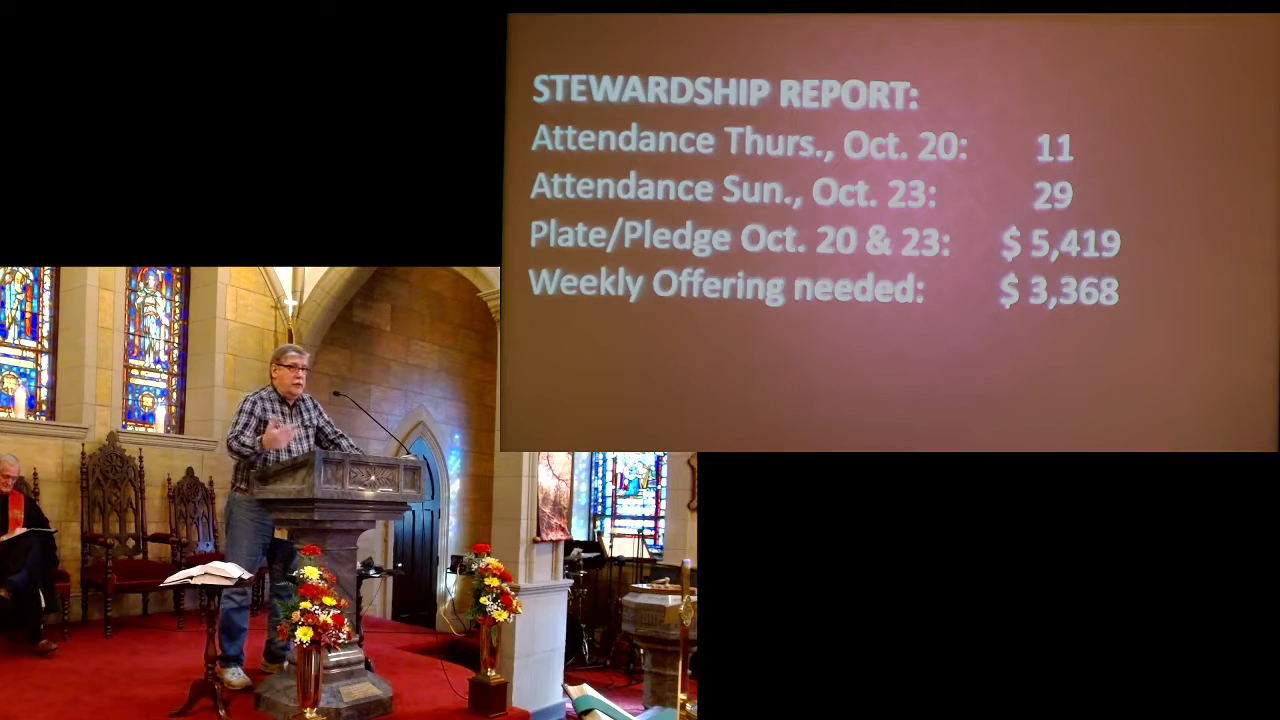 STEWARDSHIP REPORT:
Attendance Thurs., Oct. 20: 11
Attendance Sun., Oct. 23: 29
Plate/Pledge Oct. 20 & 23: $ 5,419
Weekly Offering needed: $ 3,368